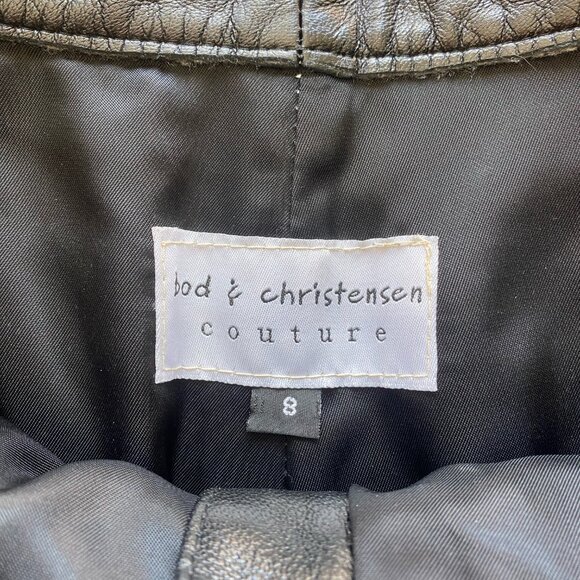 bod & christensen
couture
8